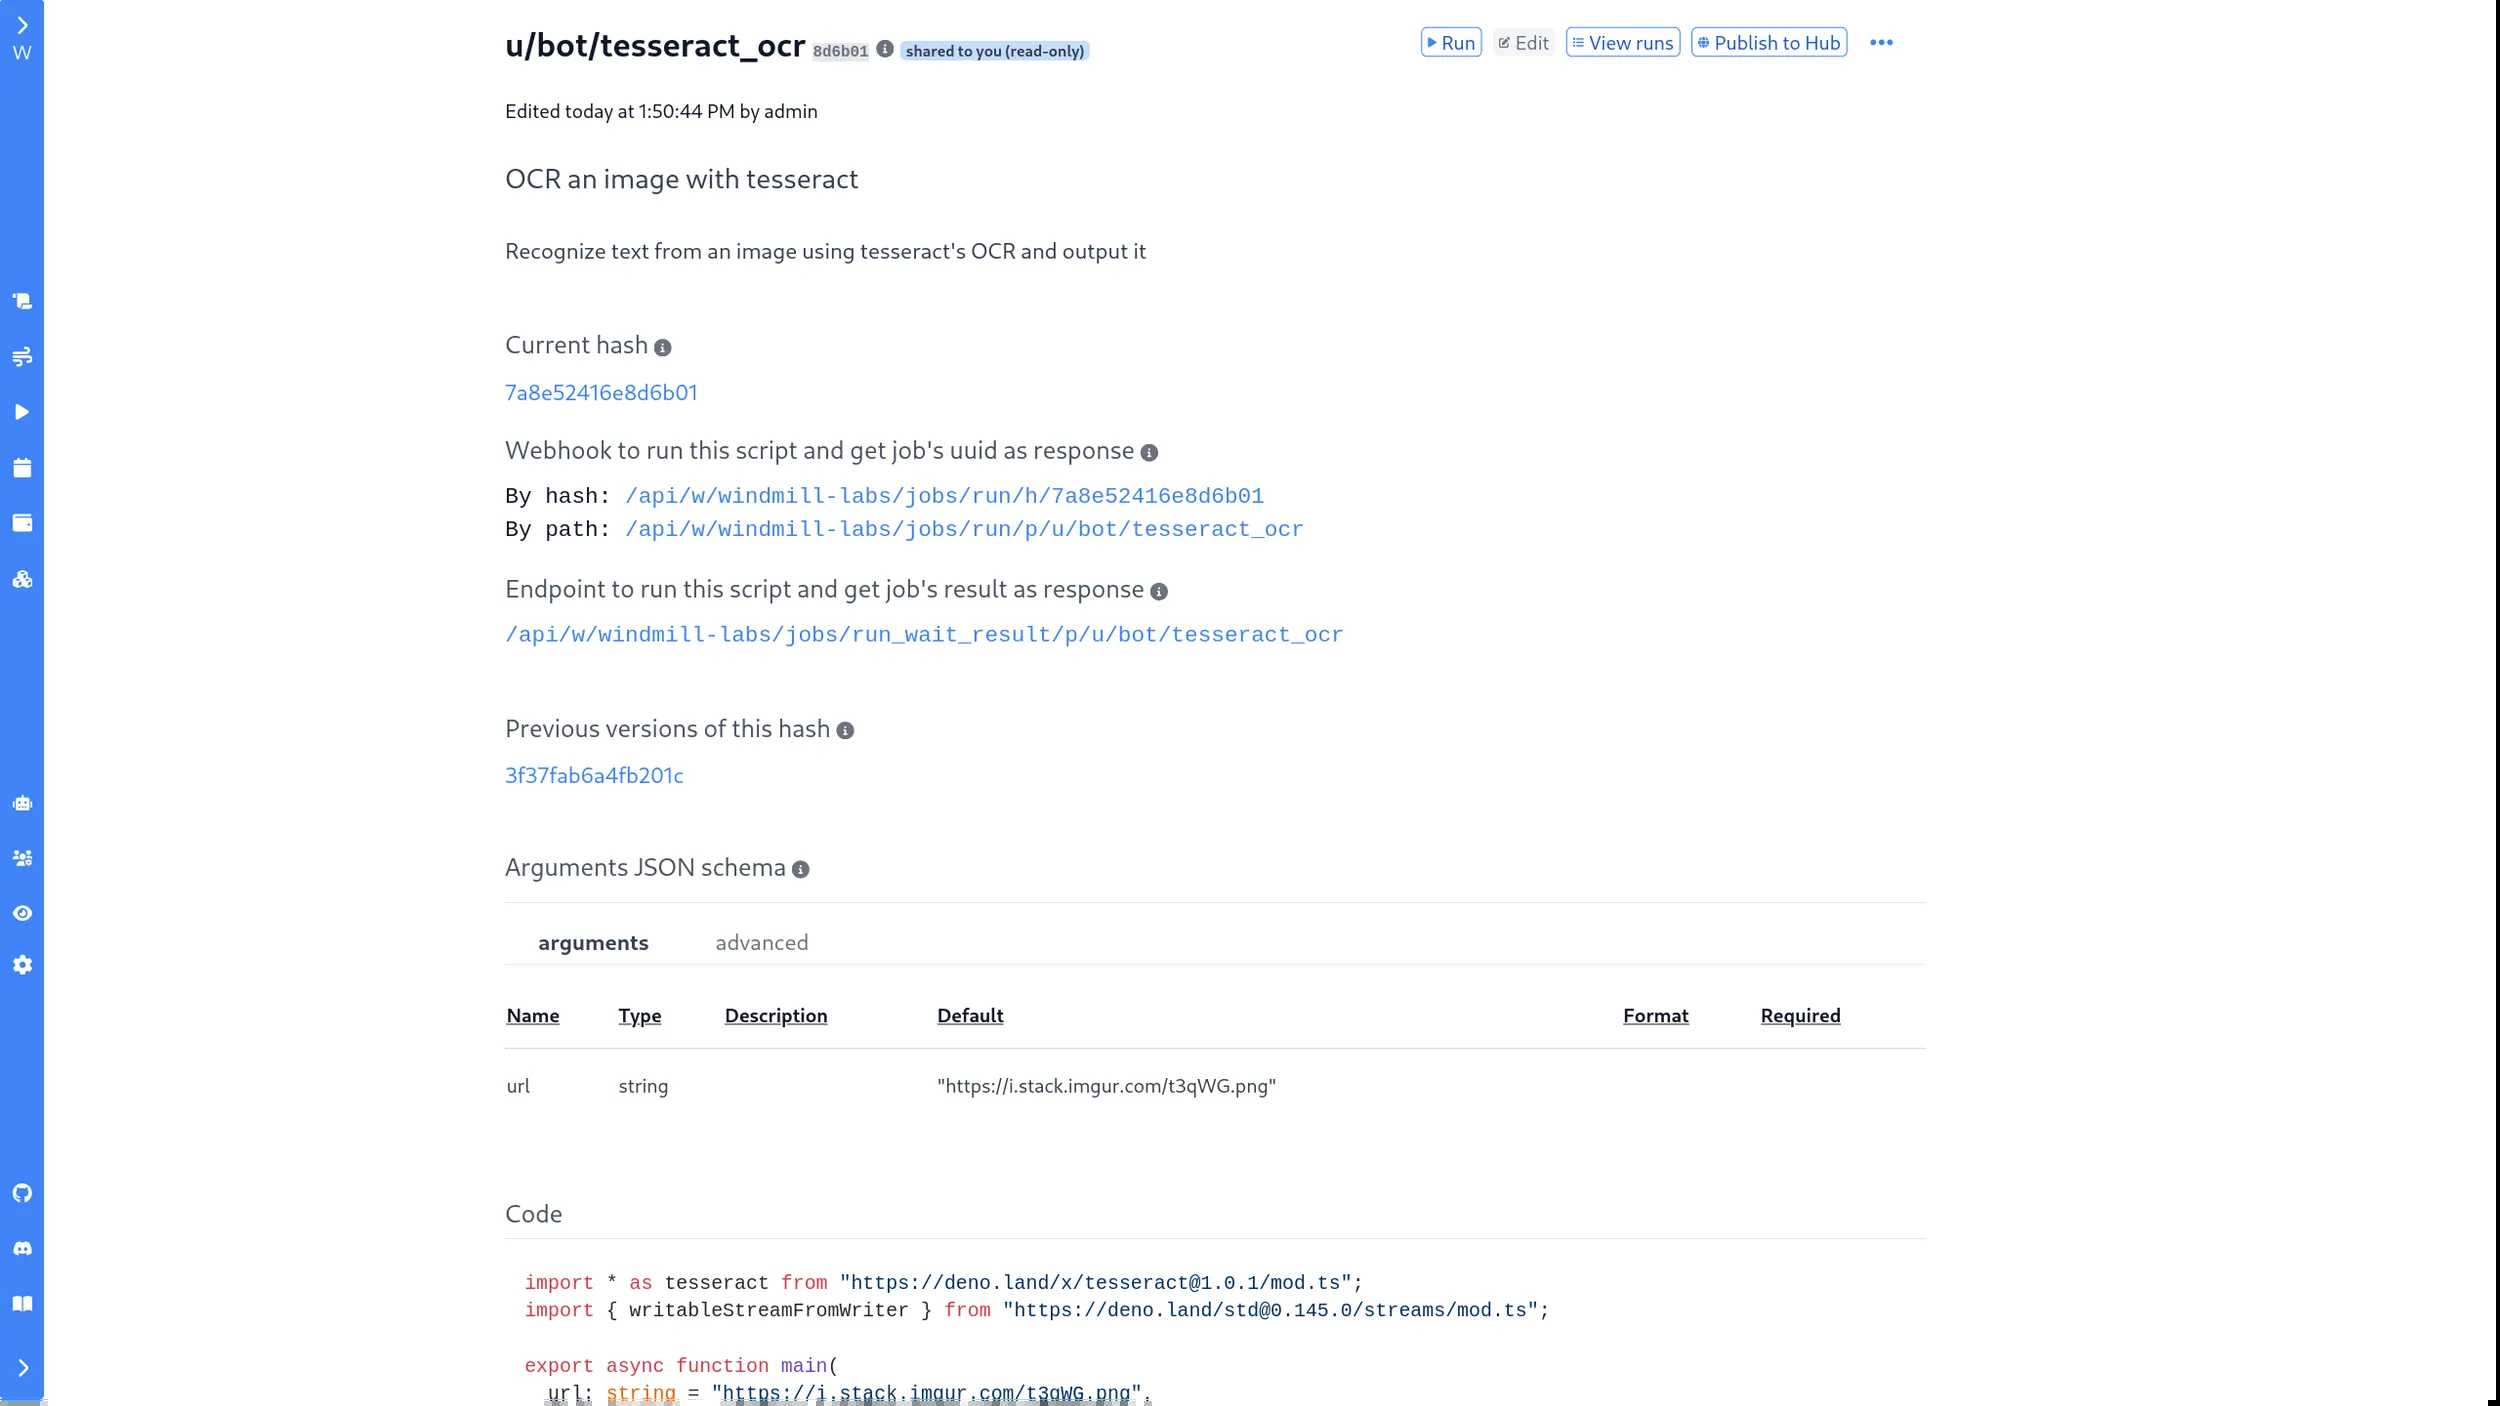 W
u/bot/tesseract_ocr 8d6b01 shared to you (read-only) Run Edit View runs Publish to Hub
Edited today at 1:50:44 PM by admin
OCR an image with tesseract
Recognize text from an image using tesseract's OCR and output it
Current hash
7a8e52416e8d6b01
Webhook to run this script and get job's uuid as response
By hash: /api/w/windmill-labs/jobs/run/h/7a8e52416e8d6b01
By path: /api/w/windmill-labs/jobs/run/p/u/bot/tesseract_ocr
Endpoint to run this script and get job's result as response
/api/w/windmill-labs/jobs/run_wait_result/p/u/bot/tesseract_ocr
Previous versions of this hash
3f37fab6a4fb201c
Arguments JSON schema
arguments advanced
Name Type Description Default Format Required
url string "https://i.stack.imgur.com/t3qWG.png"
Code
import * as tesseract from "https://deno.land/x/tesseract@1.0.1/mod.ts";
import { writableStreamFromWriter } from "https://deno.land/std@0.145.0/streams/mod.ts";
export async function main(
url: string = "https://i.stack.imgur.com/t3qWG.png",